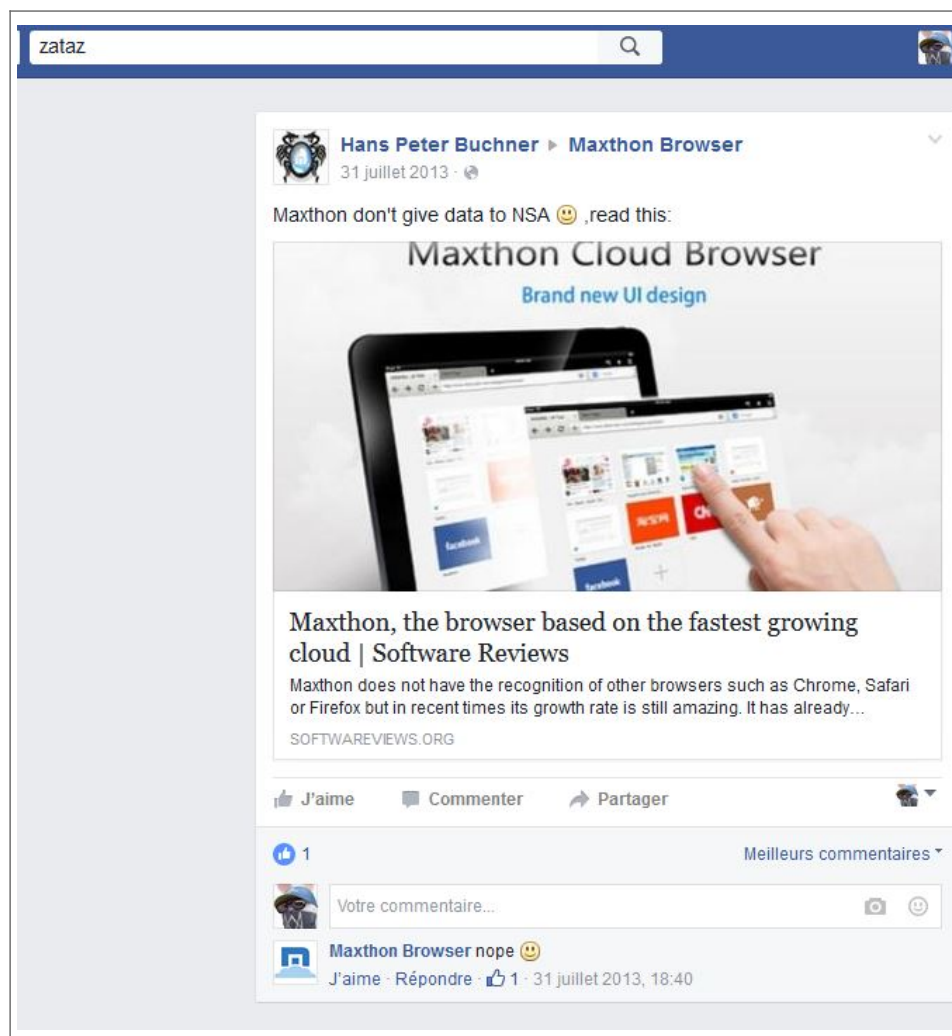 zataz
Hans Peter Buchner ▸ Maxthon Browser
31 juillet 2013 ·
Maxthon don't give data to NSA 🙂 ,read this:
Maxthon Cloud Browser
Brand new UI design
facebook
facebook
Maxthon, the browser based on the fastest growing
cloud | Software Reviews
Maxthon does not have the recognition of other browsers such as Chrome, Safari
or Firefox but in recent times its growth rate is still amazing. It has already…
SOFTWAREVIEWS.ORG
J'aime Commenter Partager
1 Meilleurs commentaires
Votre commentaire...
Maxthon Browser nope 🙂
J'aime · Répondre · 1 · 31 juillet 2013, 18:40